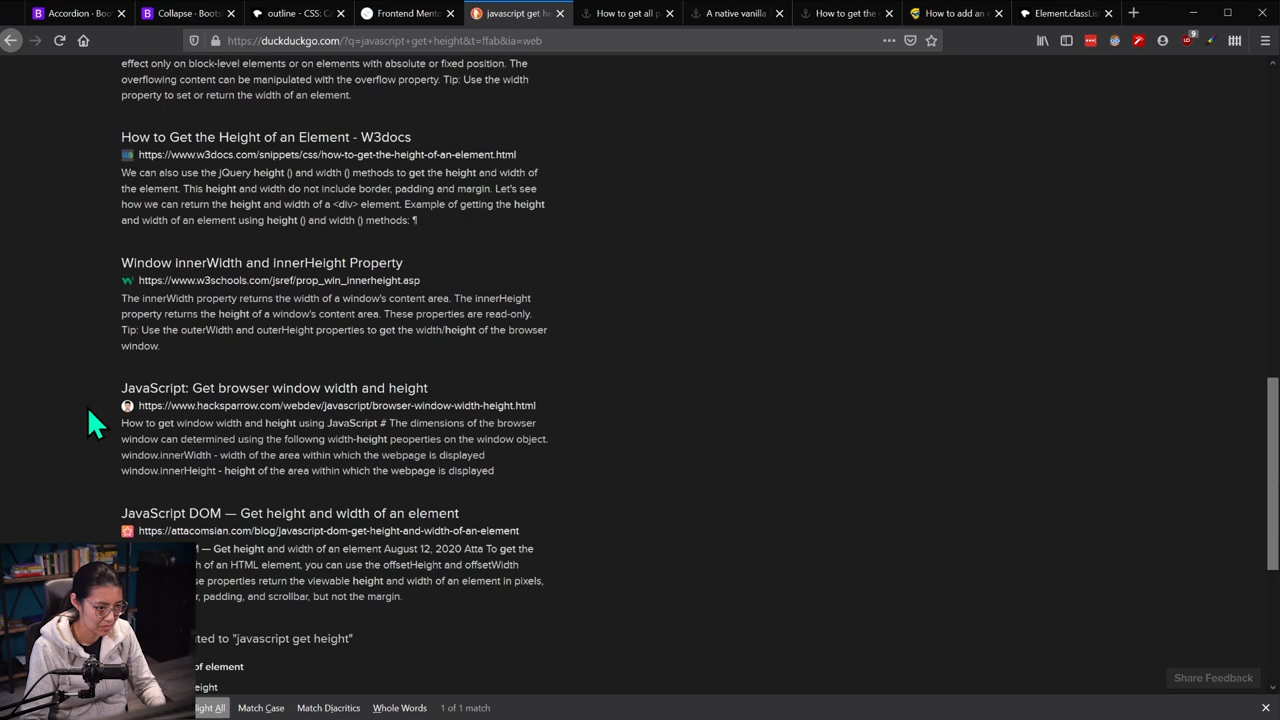 Accordion · Boots
Collapse · Boots
outline - CSS: Ca
Frontend Mento
javascript get he
How to get all p
A native vanilla
How to get the c
How to add an e
Element.classLis
https://duckduckgo.com/?q=javascript+get+height&t=ffab&ia=web
9
effect only on block-level elements or on elements with absolute or fixed position. The
overflowing content can be manipulated with the overflow property. Tip: Use the width
property to set or return the width of an element.
How to Get the Height of an Element - W3docs
https://www.w3docs.com/snippets/css/how-to-get-the-height-of-an-element.html
We can also use the jQuery height () and width () methods to get the height and width of
the element. This height and width do not include border, padding and margin. Let's see
how we can return the height and width of a <div> element. Example of getting the height
and width of an element using height () and width () methods: ¶
Window innerWidth and innerHeight Property
https://www.w3schools.com/jsref/prop_win_innerheight.asp
The innerWidth property returns the width of a window's content area. The innerHeight
property returns the height of a window's content area. These properties are read-only.
Tip: Use the outerWidth and outerHeight properties to get the width/height of the browser
window.
JavaScript: Get browser window width and height
https://www.hacksparrow.com/webdev/javascript/browser-window-width-height.html
How to get window width and height using JavaScript # The dimensions of the browser
window can determined using the followng width-height peoperties on the window object.
window.innerWidth - width of the area within which the webpage is displayed
window.innerHeight - height of the area within which the webpage is displayed
JavaScript DOM — Get height and width of an element
https://attacomsian.com/blog/javascript-dom-get-height-and-width-of-an-element
M — Get height and width of an element August 12, 2020 Atta To get the
of an HTML element, you can use the offsetHeight and offsetWidth
se properties return the viewable height and width of an element in pixels,
, padding, and scrollbar, but not the margin.
ted to "javascript get height"
of element
eight
Share Feedback
light All
Match Case
Match Diacritics
Whole Words
1 of 1 match